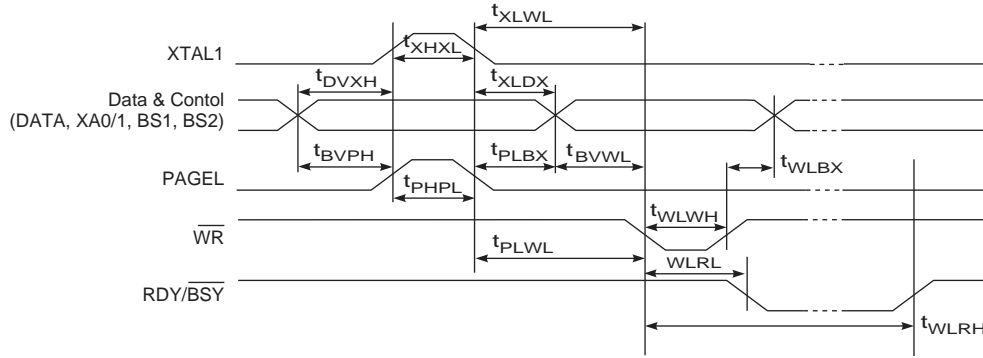 tXLWL
XTAL1
tXHXL
tDVXH
tXLDX
Data & Contol
(DATA, XA0/1, BS1, BS2)
tBVPH
tPLBX
tBVWL
tWLBX
PAGEL
tPHPL
tWLWH
WR
tPLWL
WLRL
RDY/BSY
tWLRH